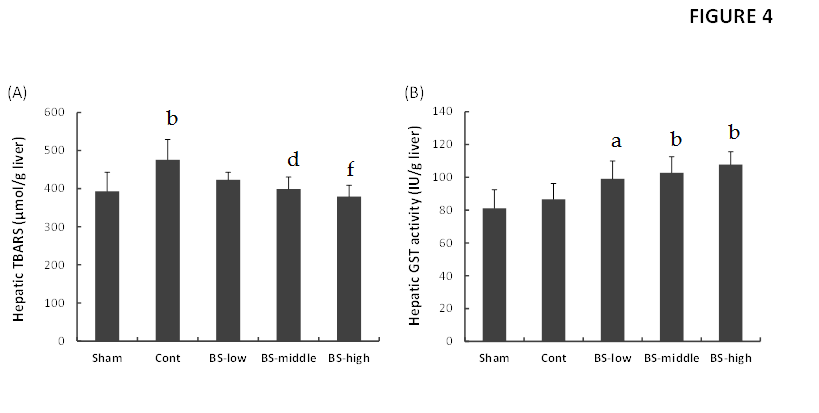 FIGURE 4
(A)
Hepatic TBARS (µmol/g liver)
600
500
400
300
200
100
0
b
d
f
Sham Cont BS-low BS-middle BS-high
(B)
Hepatic GST activity (IU/g liver)
140
120
100
80
60
40
20
0
a
b
b
Sham Cont BS-low BS-middle BS-high